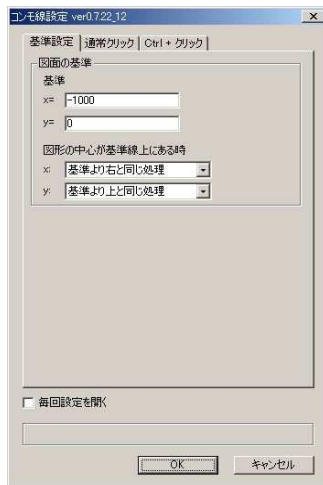 コンモ線設定 ver0.7.22_12
基準設定 通常クリック Ctrl + クリック
図面の基準
基準
x= -1000
y= 0
図形の中心が基準線上にある時
x: 基準より右と同じ処理
y: 基準より上と同じ処理
毎回設定を開く
OK キャンセル